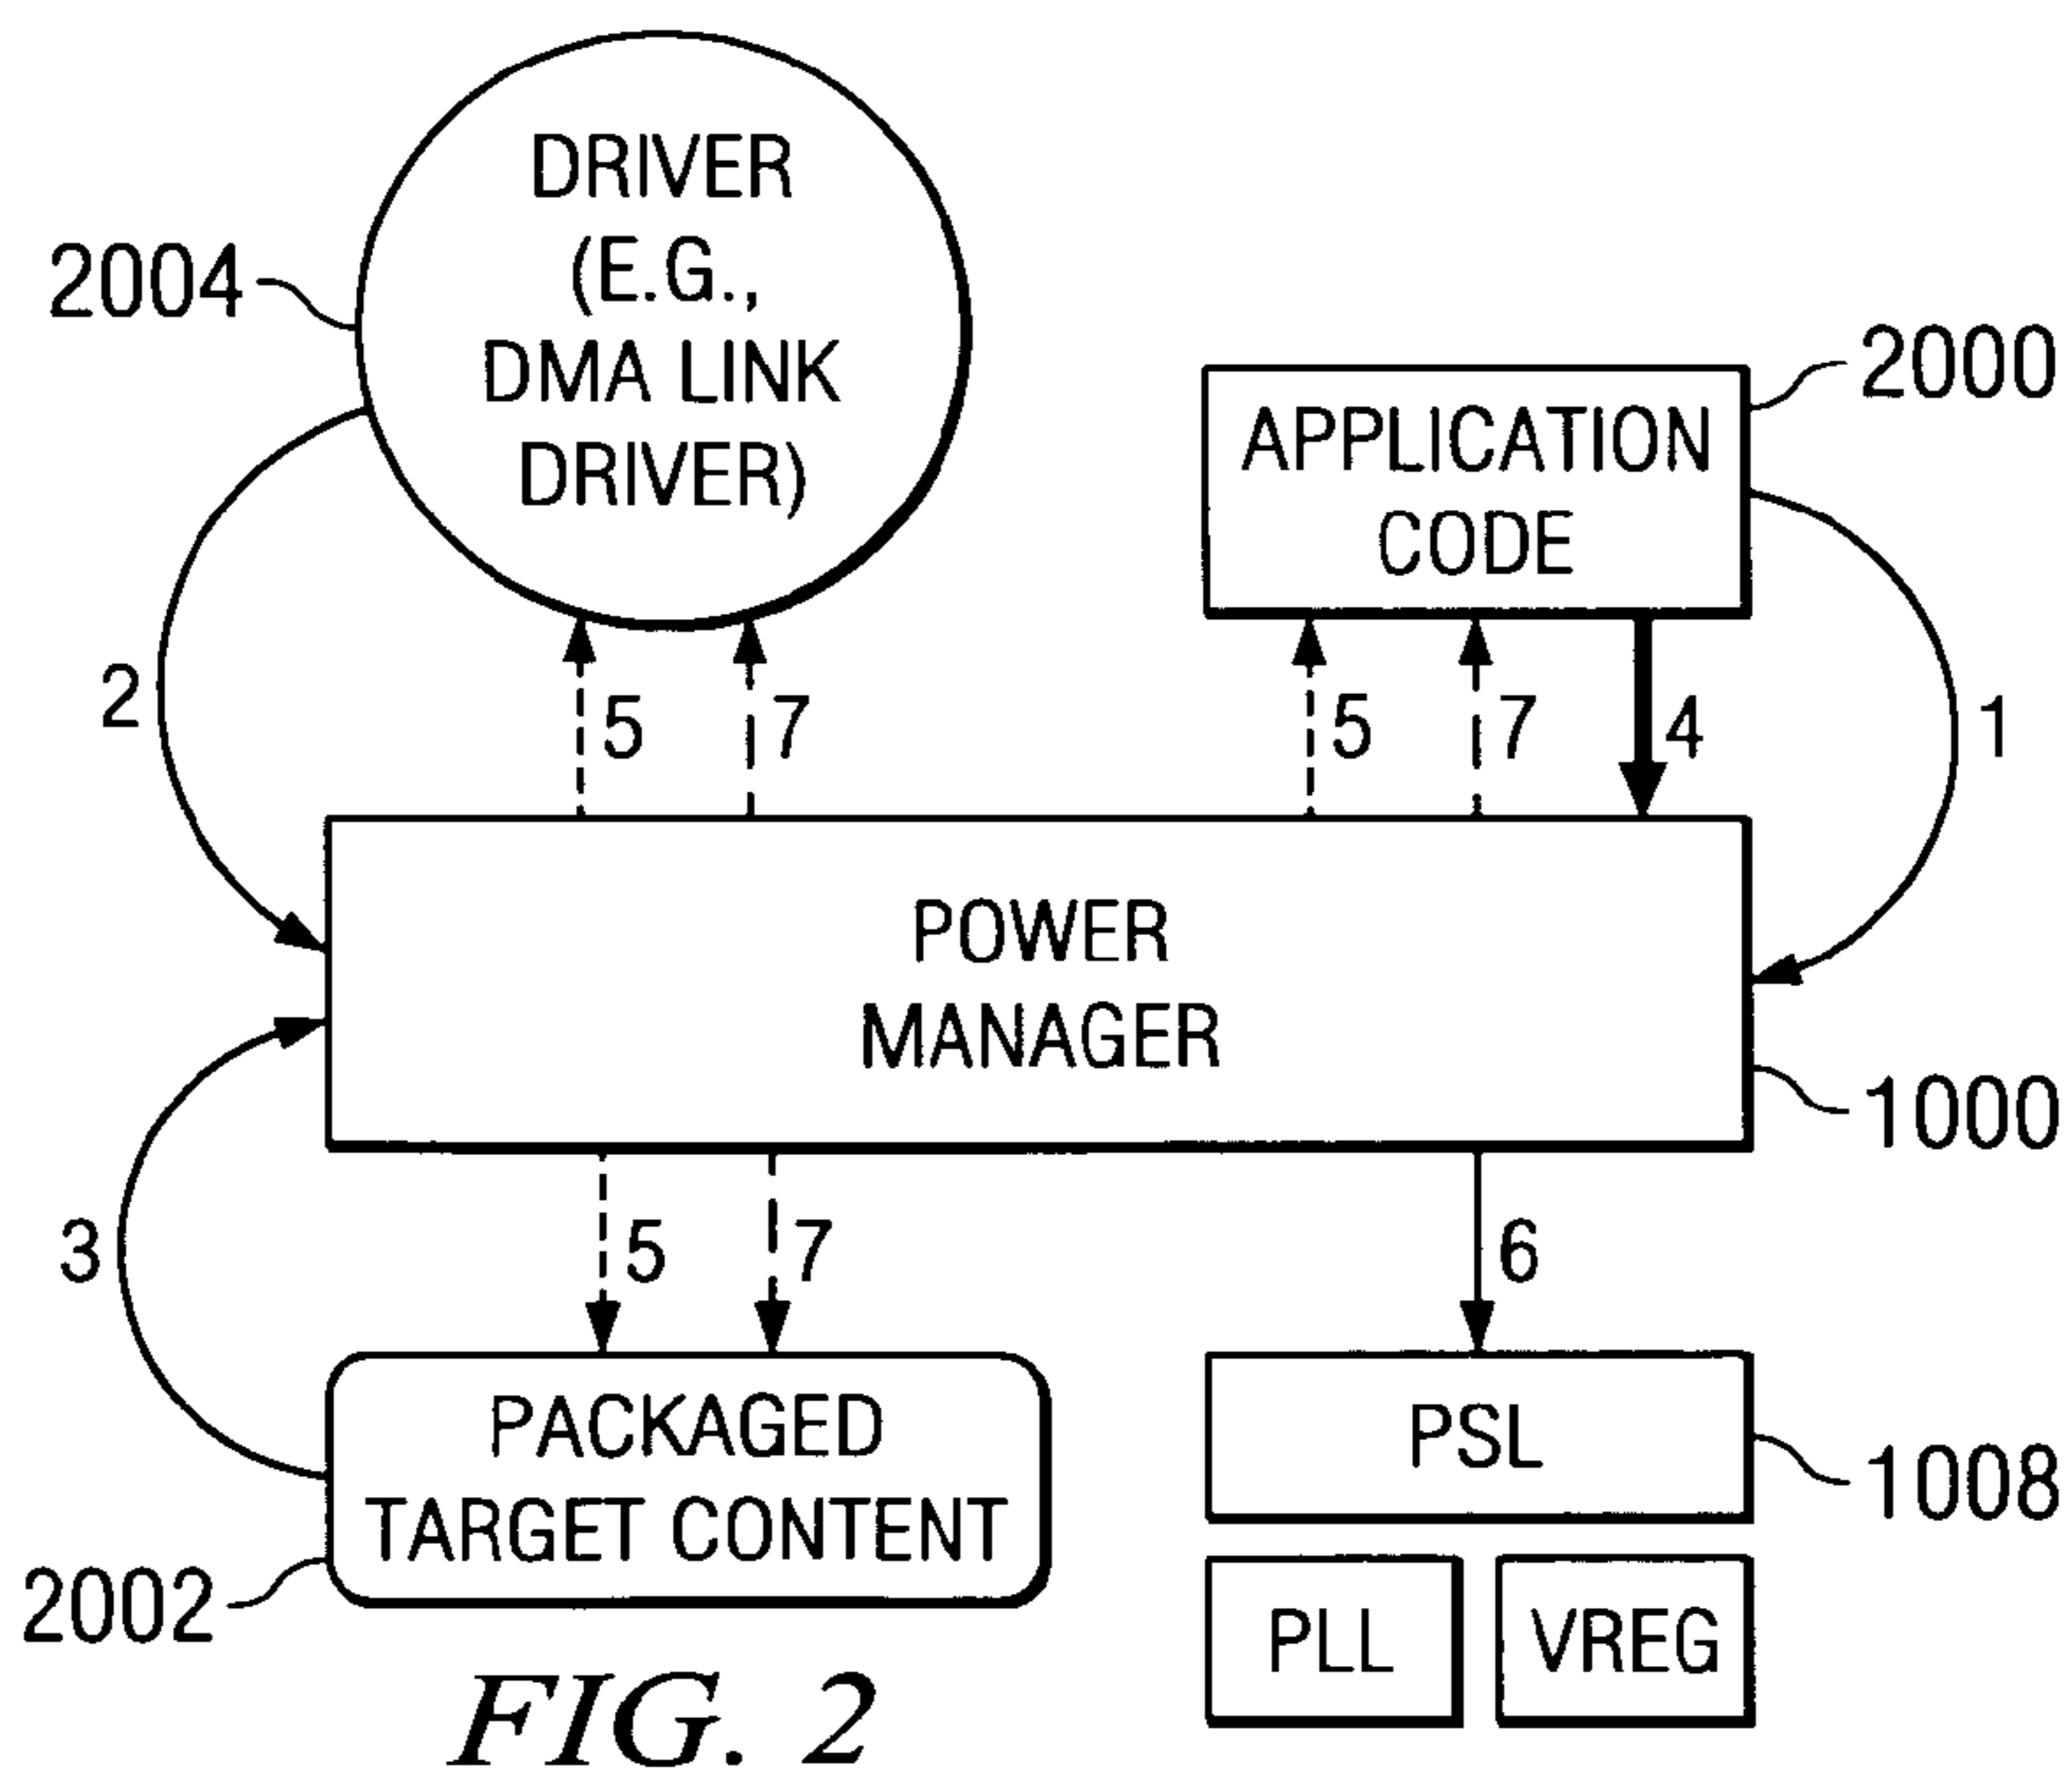 DRIVER
(E.G.,
DMA LINK
DRIVER)
2004
2000
APPLICATION
CODE
2
5
7
5
7
4
1
POWER
MANAGER
1000
3
5
7
6
PACKAGED
TARGET CONTENT
PSL
1008
2002
PLL
VREG
FIG. 2